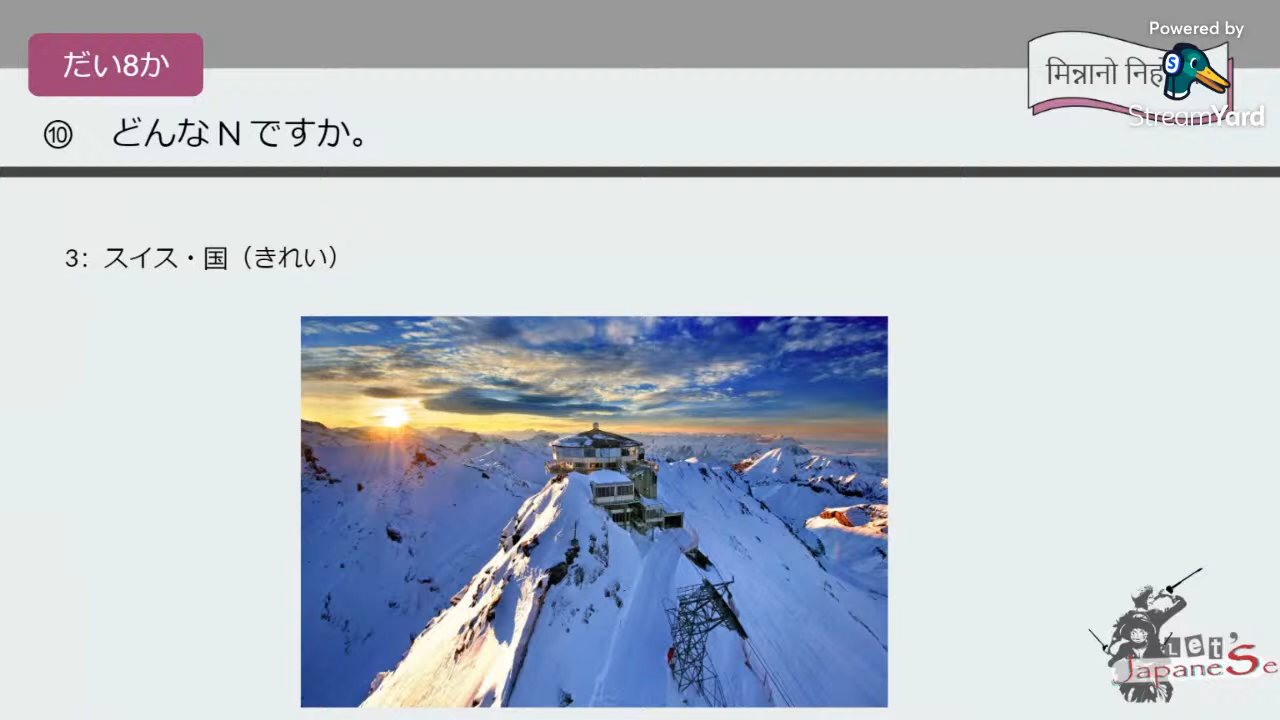 Powered by
だい8か
मिन्नानो
StreamYard
⑩ どんなNですか。
3: スイス・国（きれい）
Let's
JapaneSe